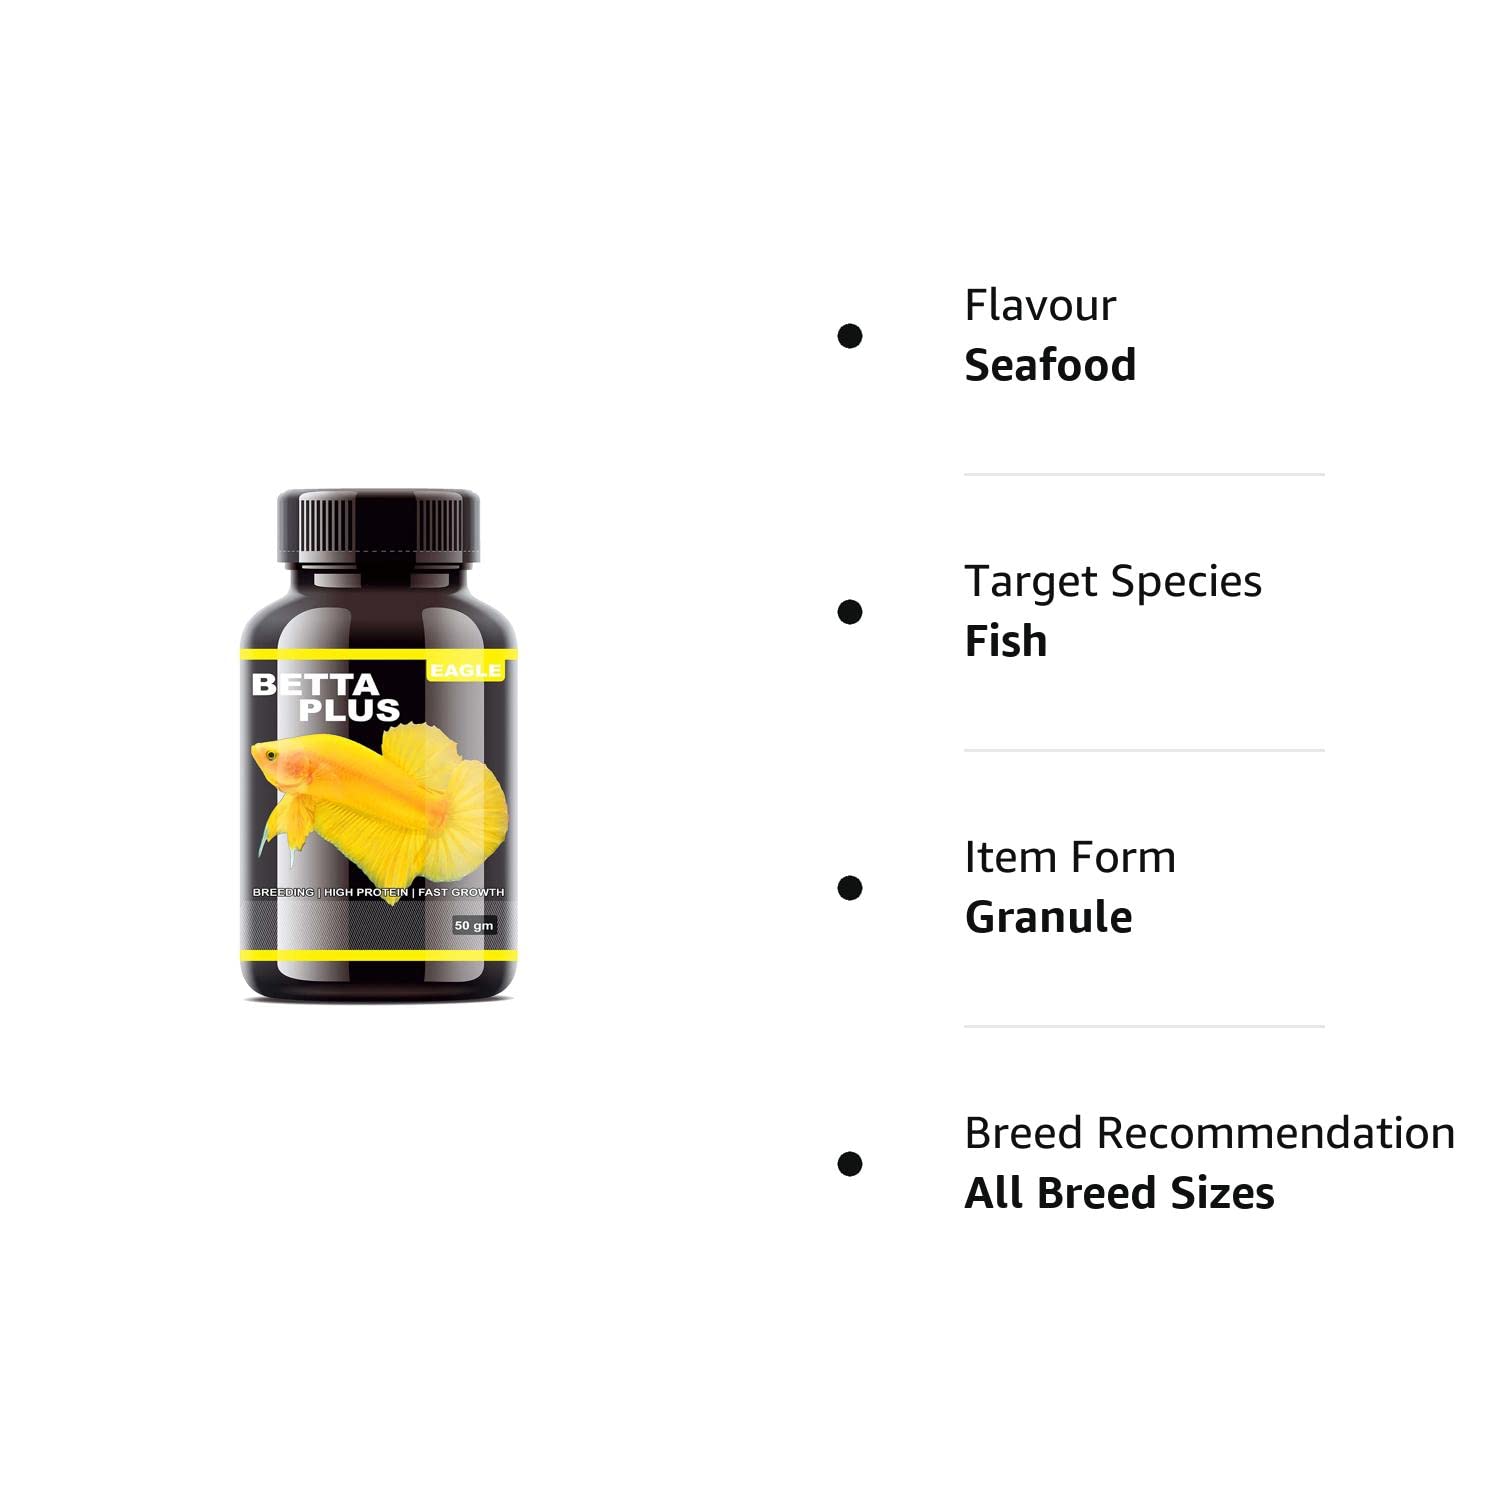 EAGLE
BETTA
PLUS
BREEDING | HIGH PROTEIN | FAST GROWTH
50 gm
Flavour
Seafood
Target Species
Fish
Item Form
Granule
Breed Recommendation
All Breed Sizes